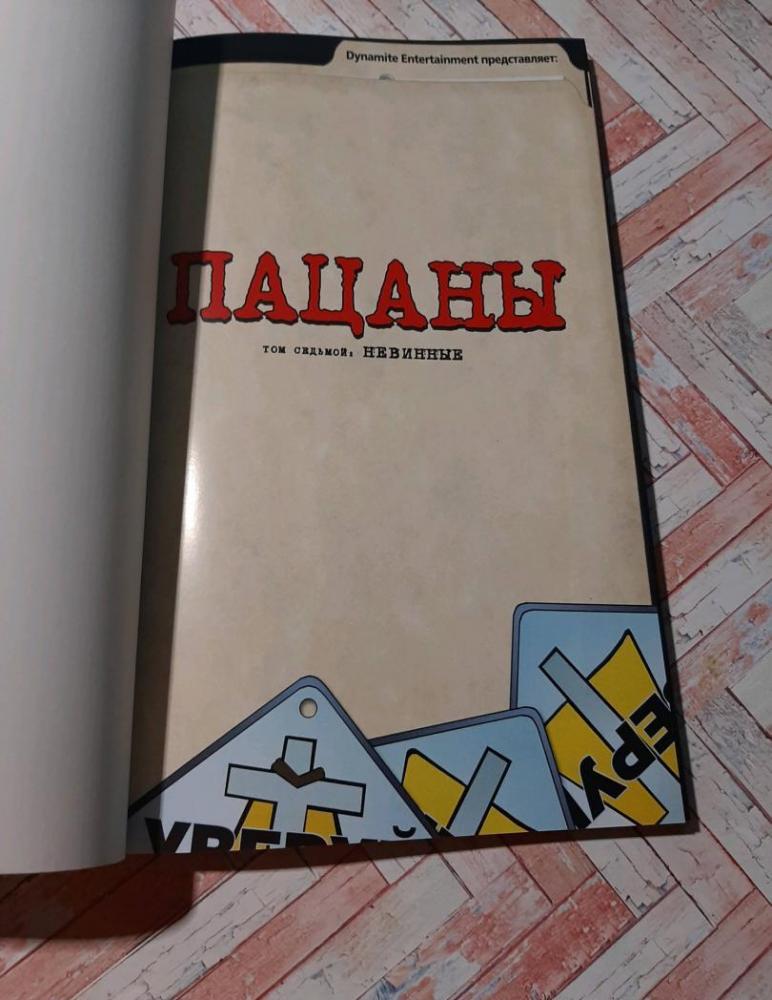 Dynamite Entertainment представляет:
ПАЦАНЫ
том седьмой: НЕВИННЫЕ